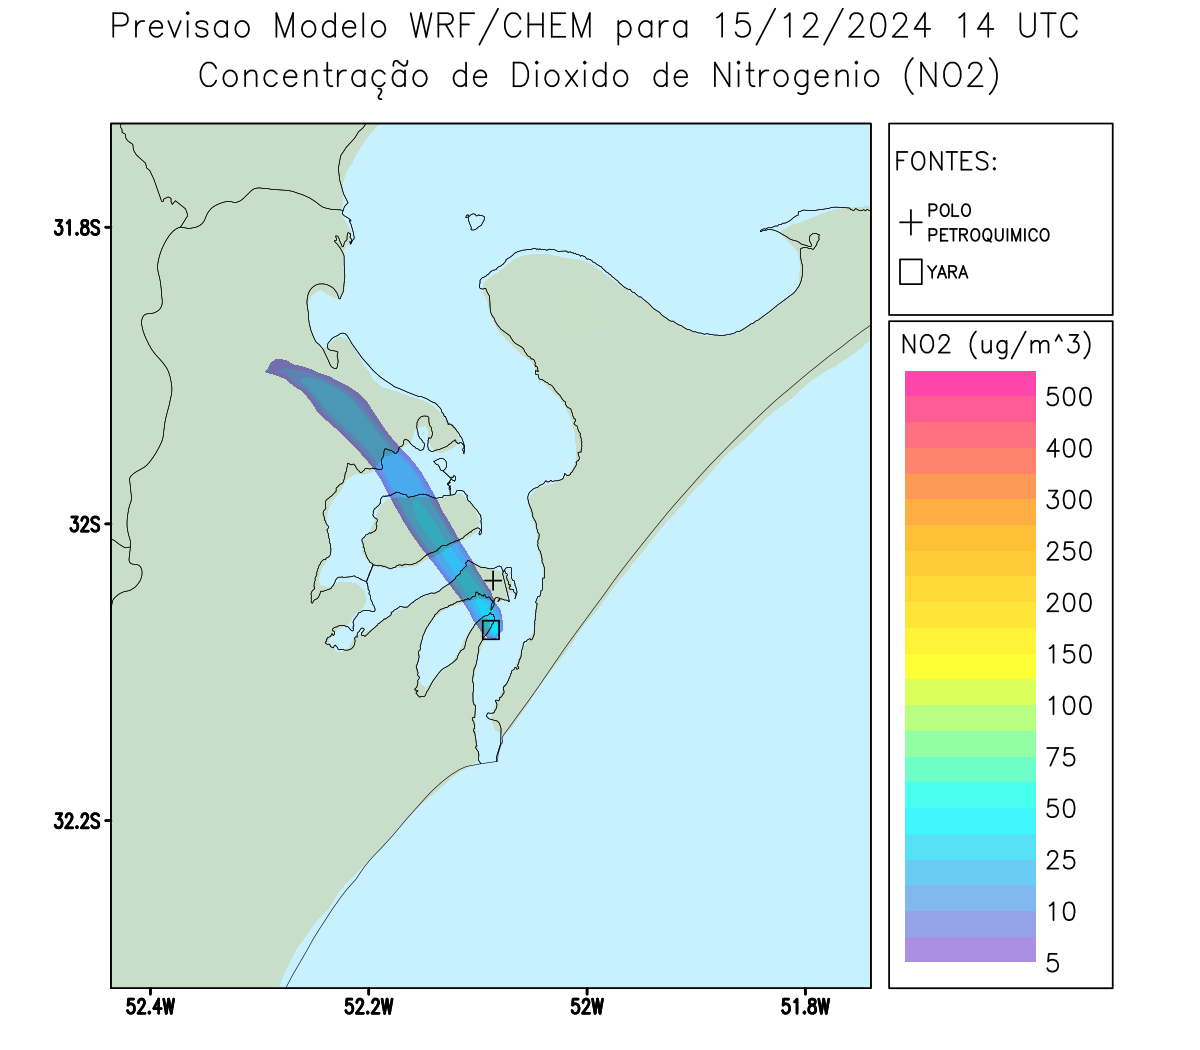 Previsao Modelo WRF/CHEM para 15/12/2024 14 UTC
Concentração de Dioxido de Nitrogenio (NO2)
FONTES:
POLO
PETROQUIMICO
YARA
31.8S
32S
32.2S
52.4W
52.2W
52W
51.8W
NO2 (ug/m^3)
500
400
300
250
200
150
100
75
50
25
10
5